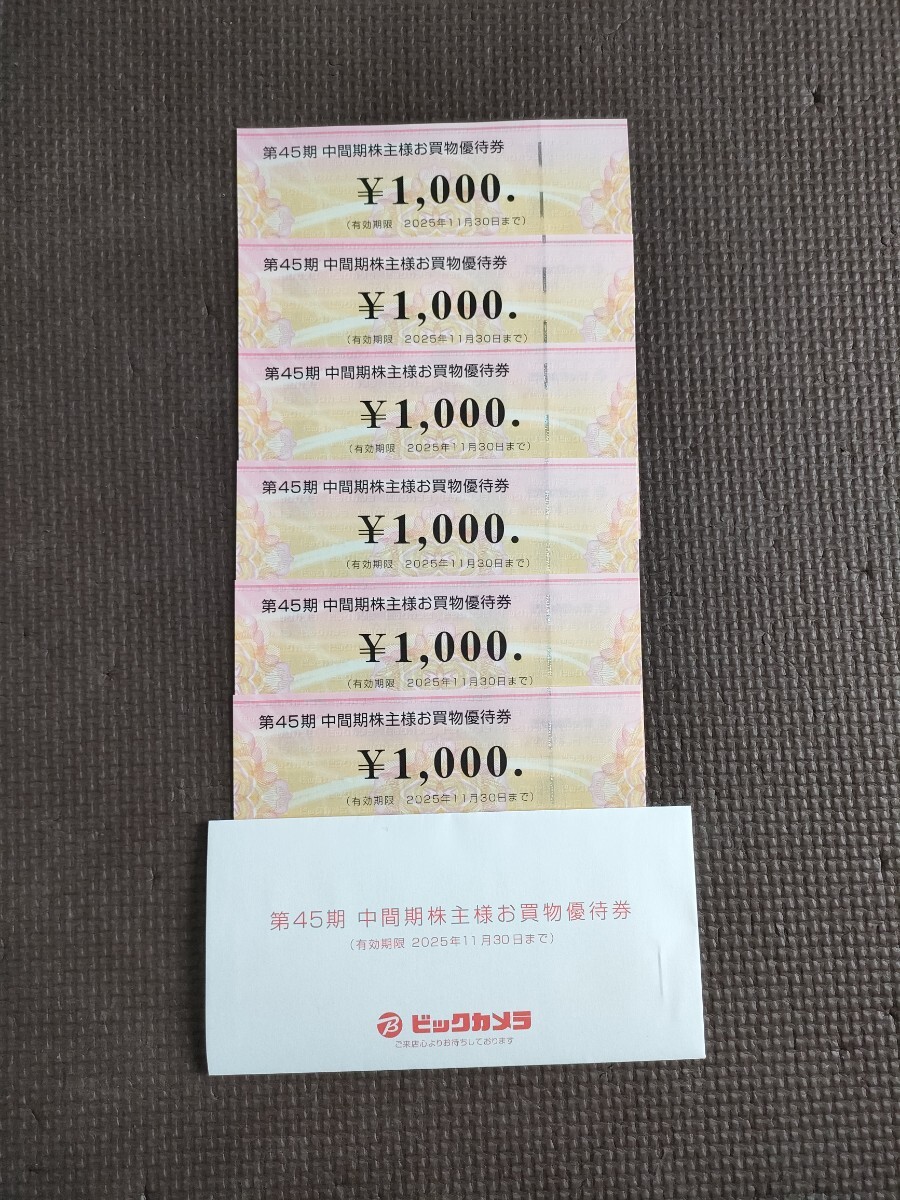 第45期 中間期株主様お買物優待券
¥1,000.
(有効期限 2025年11月30日まで)
第45期 中間期株主様お買物優待券
¥1,000.
(有効期限 2025年11月30日まで)
第45期 中間期株主様お買物優待券
¥1,000.
(有効期限 2025年11月30日まで)
第45期 中間期株主様お買物優待券
¥1,000.
(有効期限 2025年11月30日まで)
第45期 中間期株主様お買物優待券
¥1,000.
(有効期限 2025年11月30日まで)
第45期 中間期株主様お買物優待券
¥1,000.
(有効期限 2025年11月30日まで)
第45期 中間期株主様お買物優待券
(有効期限 2025年11月30日まで)
B ビックカメラ
ご来店心よりお待ちしております